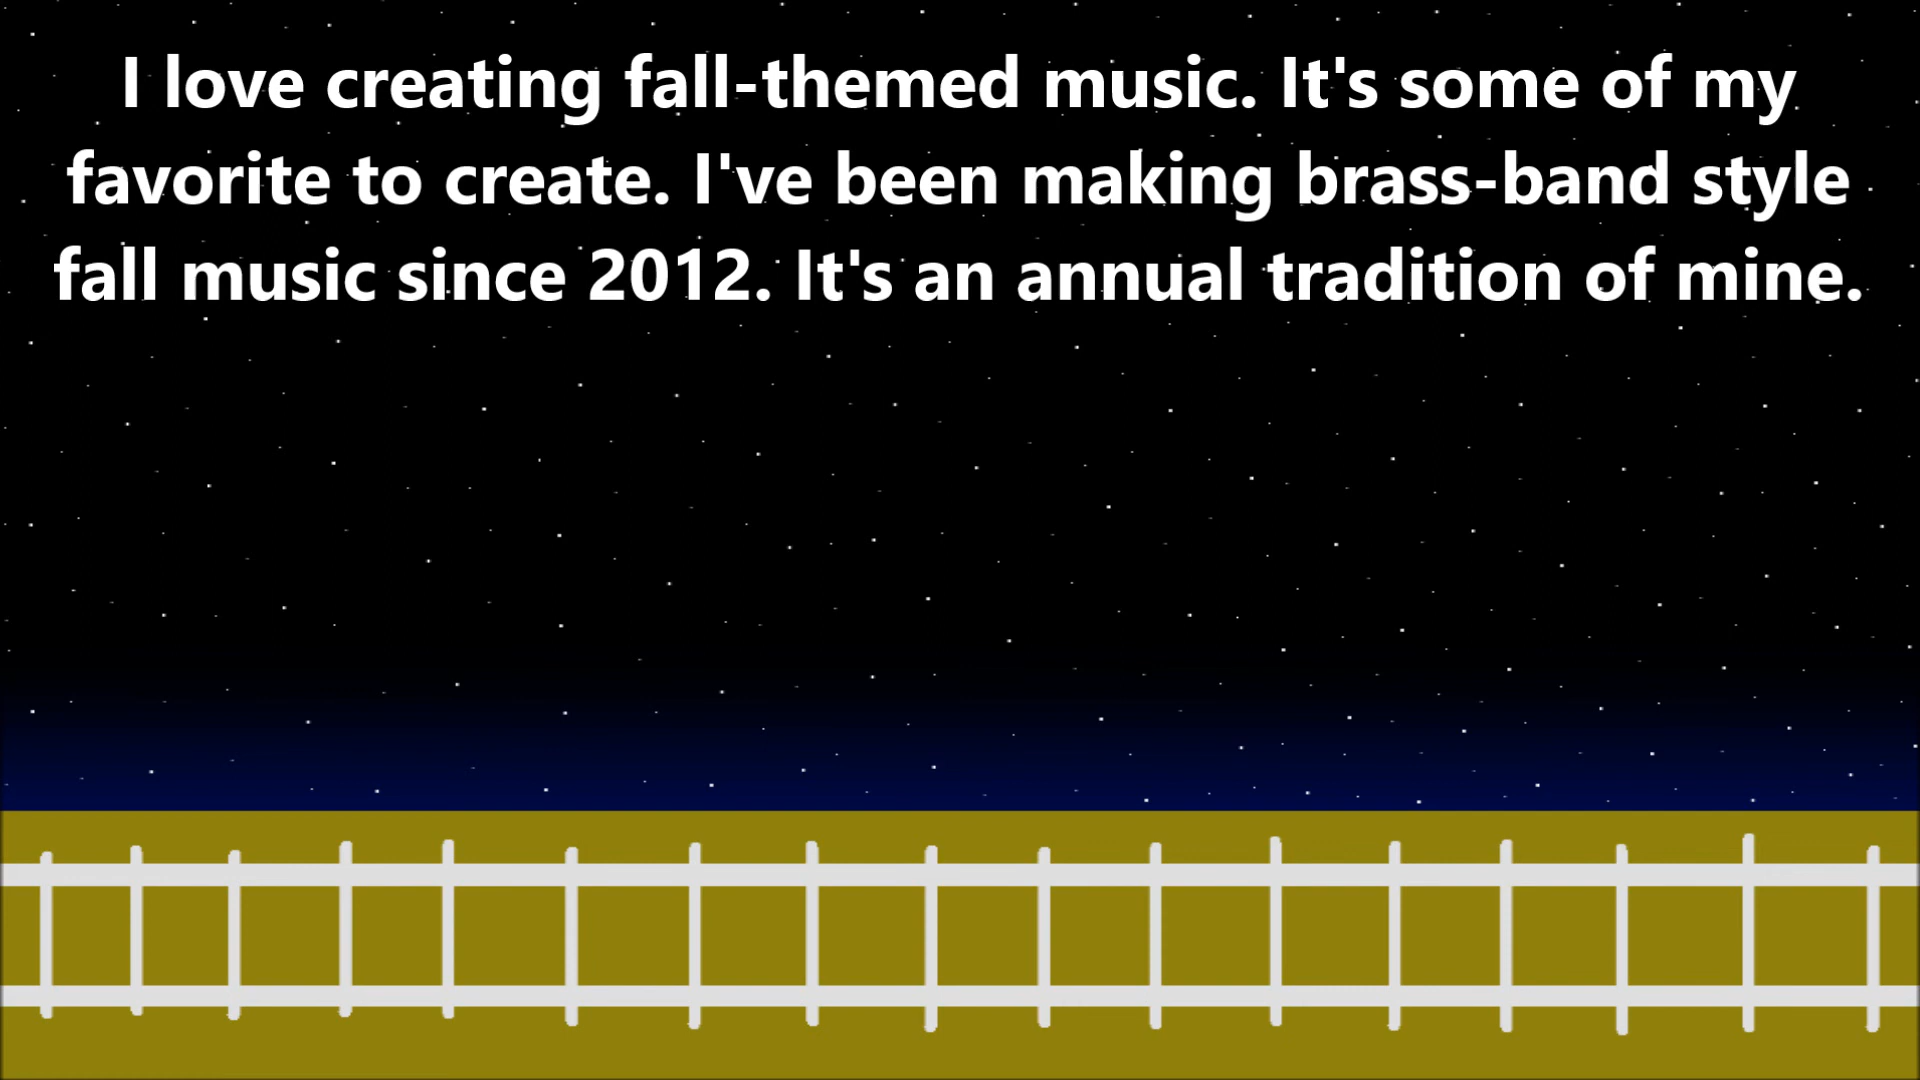 I love creating fall-themed music. It's some of my
favorite to create. I've been making brass-band style
fall music since 2012. It's an annual tradition of mine.